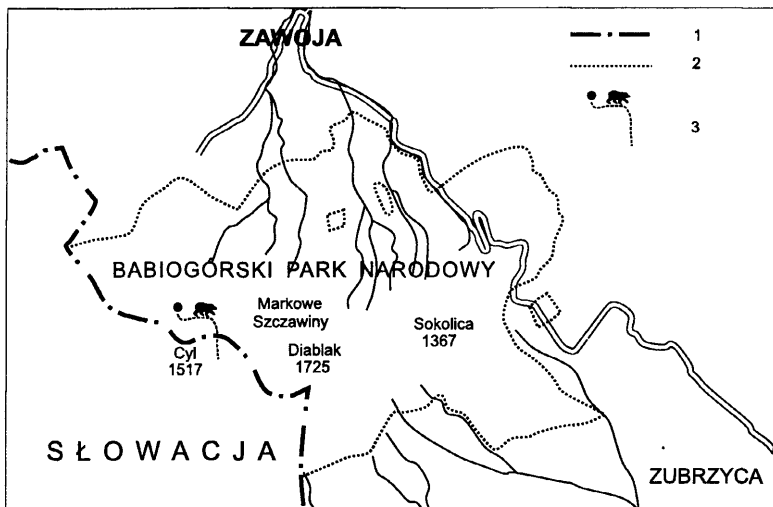 ZAWOJA
1
2
3
BABIOGÓRSKI PARK NARODOWY
Markowe
Szczawiny
Sokolica
1367
Cyl
1517
Diablak
1725
SŁOWACJA
ZUBRZYCA